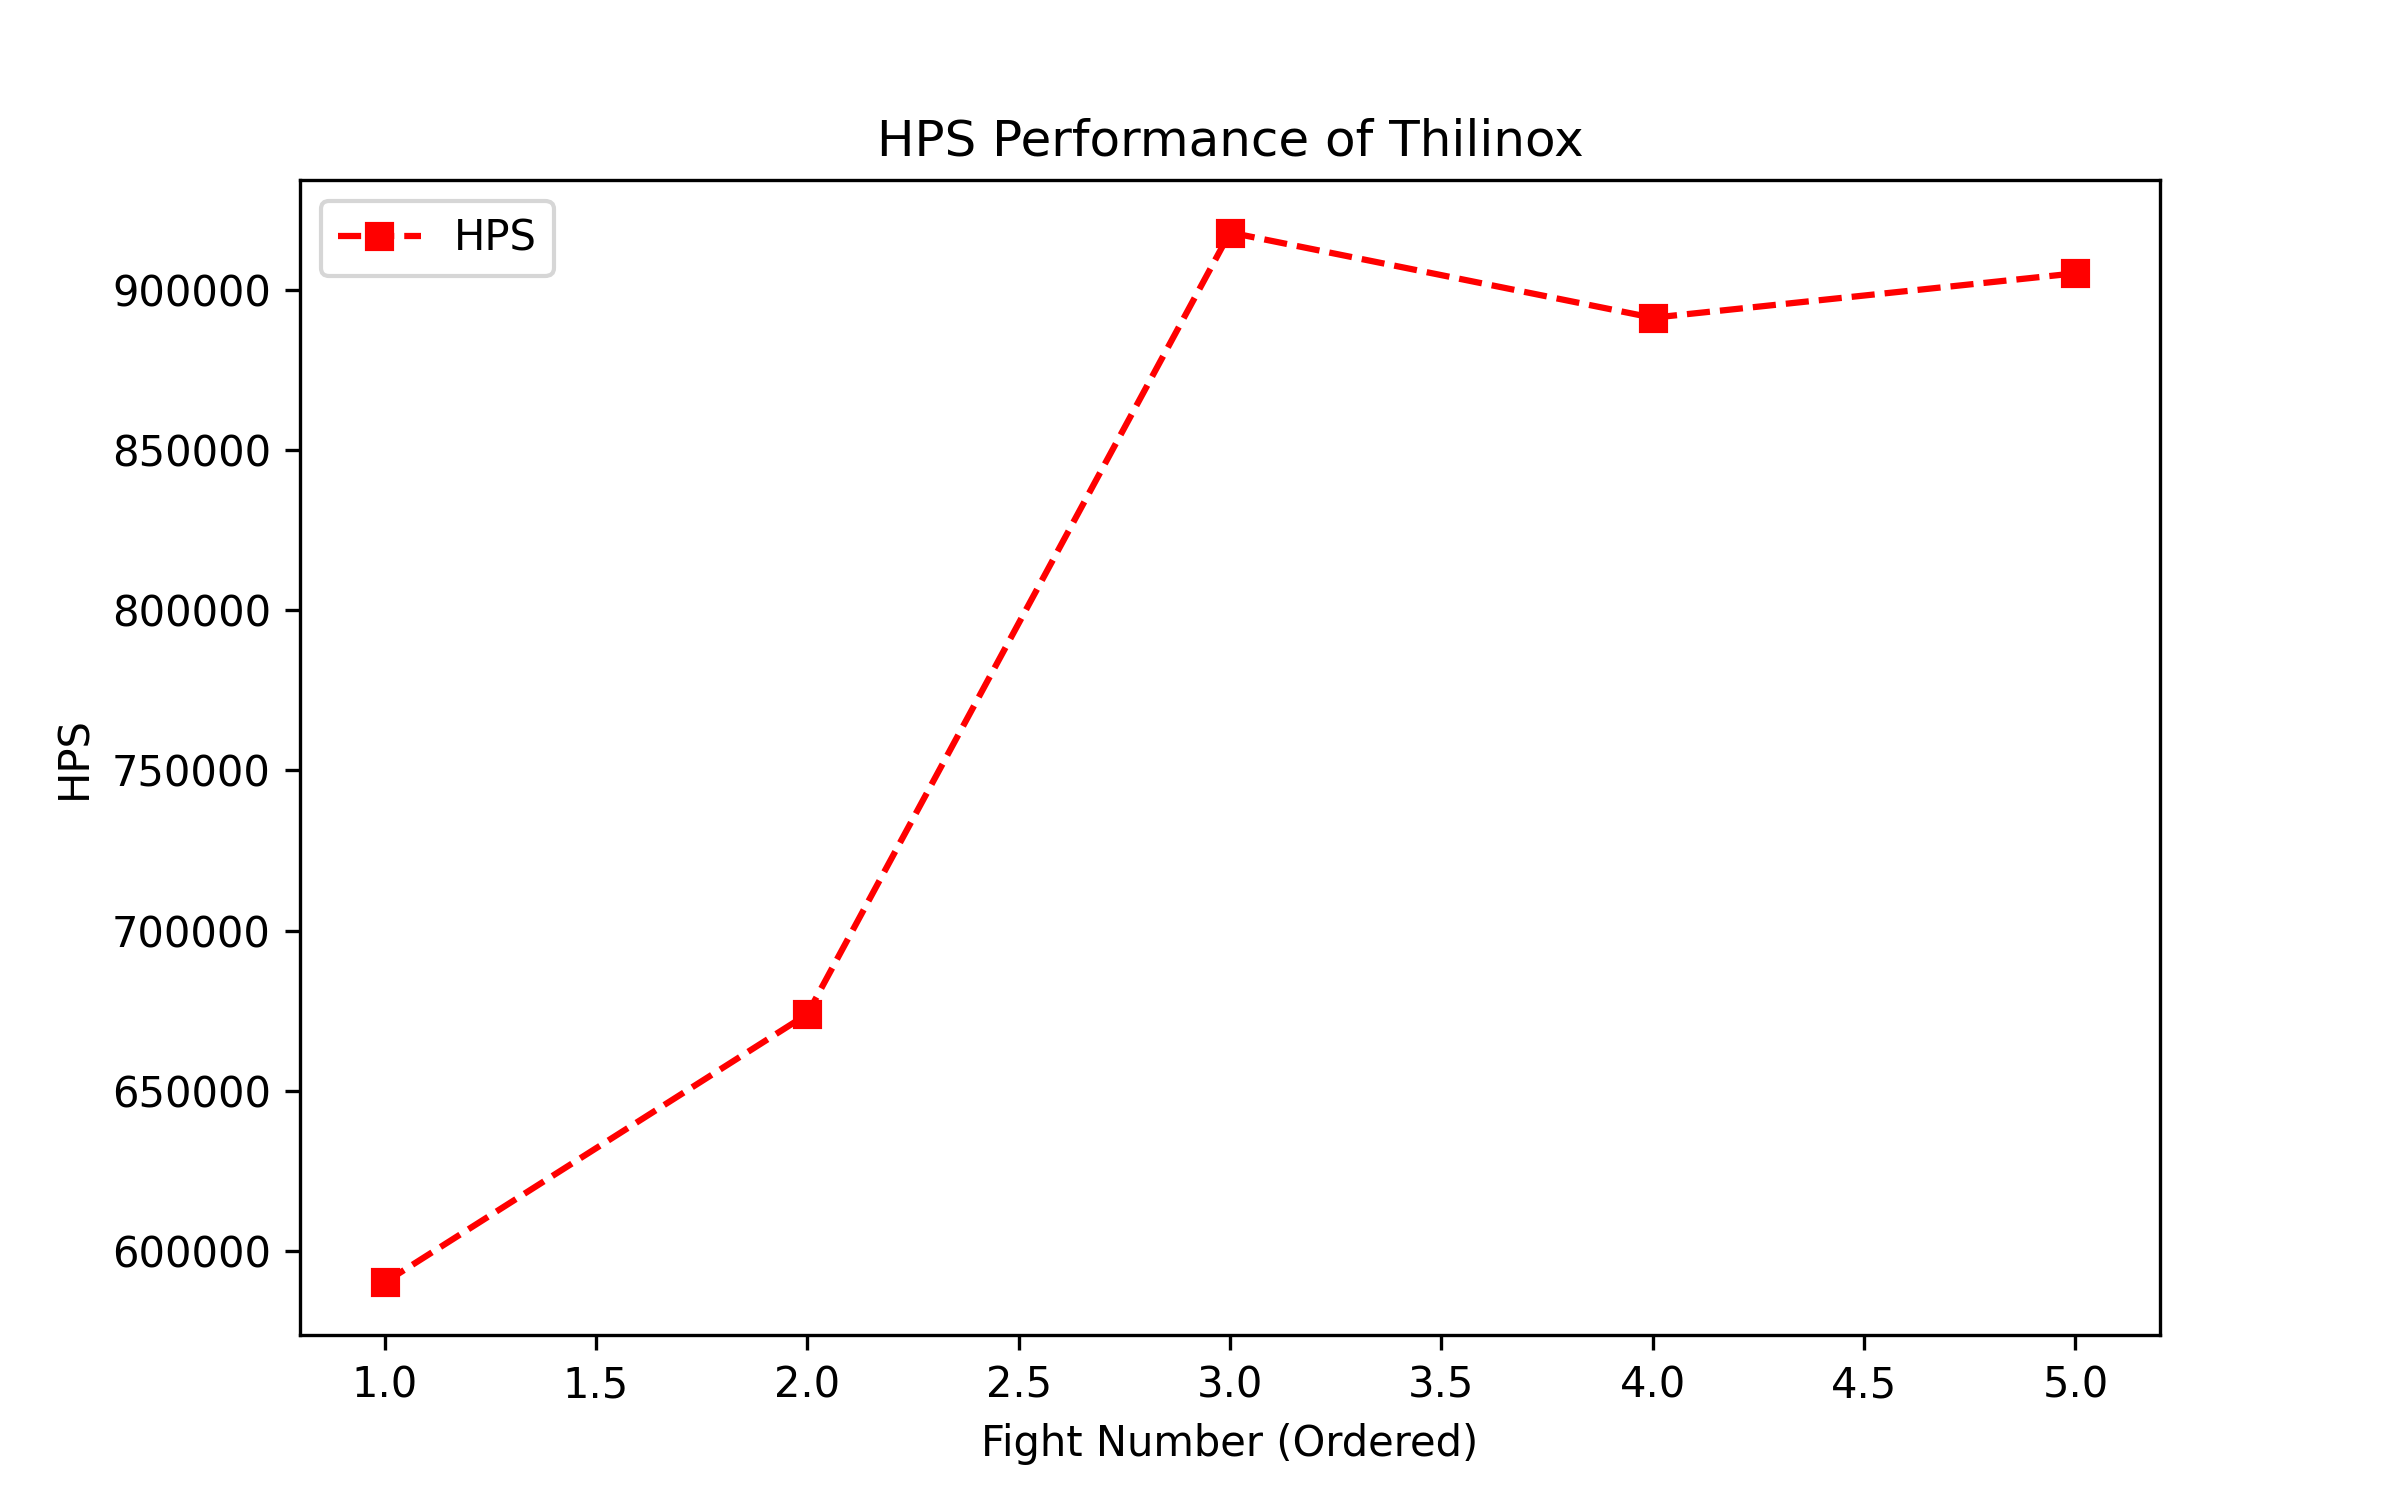 HPS Performance of Thilinox
HPS
900000
850000
800000
750000
700000
650000
600000
HPS
1.0 1.5 2.0 2.5 3.0 3.5 4.0 4.5 5.0
Fight Number (Ordered)